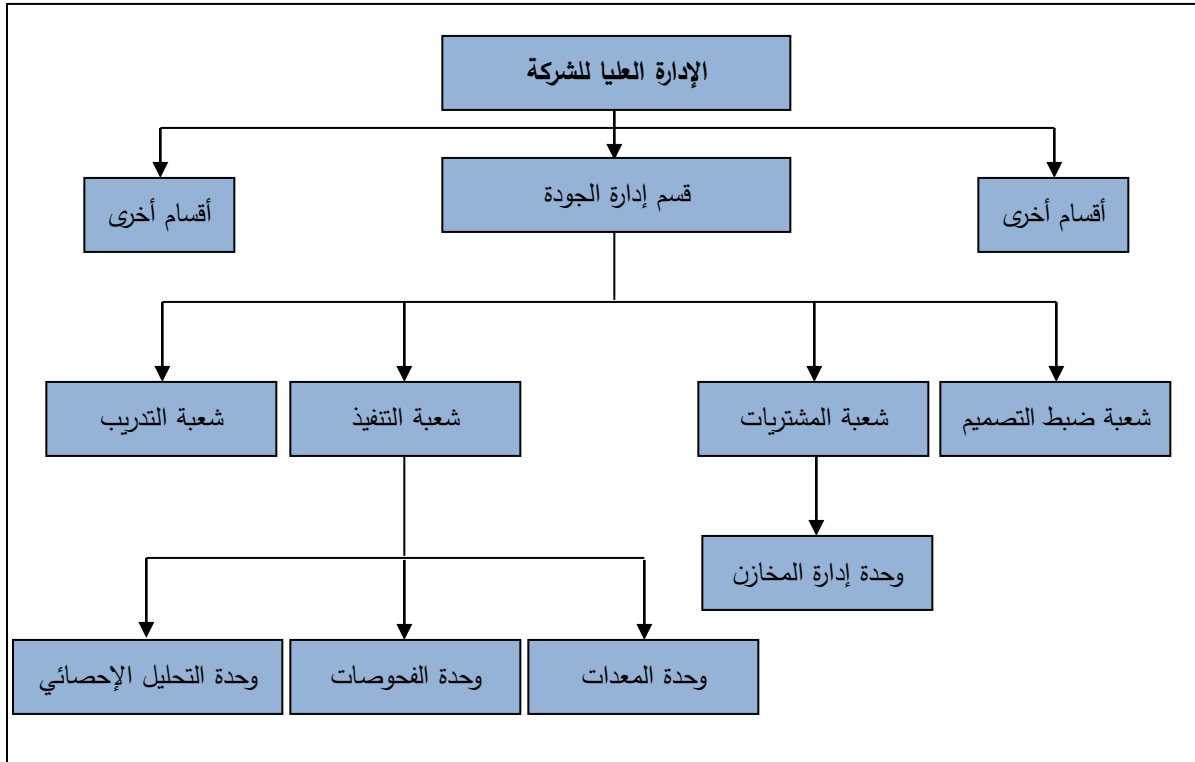 الإدارة العليا للشركة
أقسام أخرى
قسم إدارة الجودة
أقسام أخرى
شعبة ضبط التصميم
شعبة المشتريات
شعبة التنفيذ
شعبة التدريب
وحدة إدارة المخازن
وحدة المعدات
وحدة الفحوصات
وحدة التحليل الإحصائي